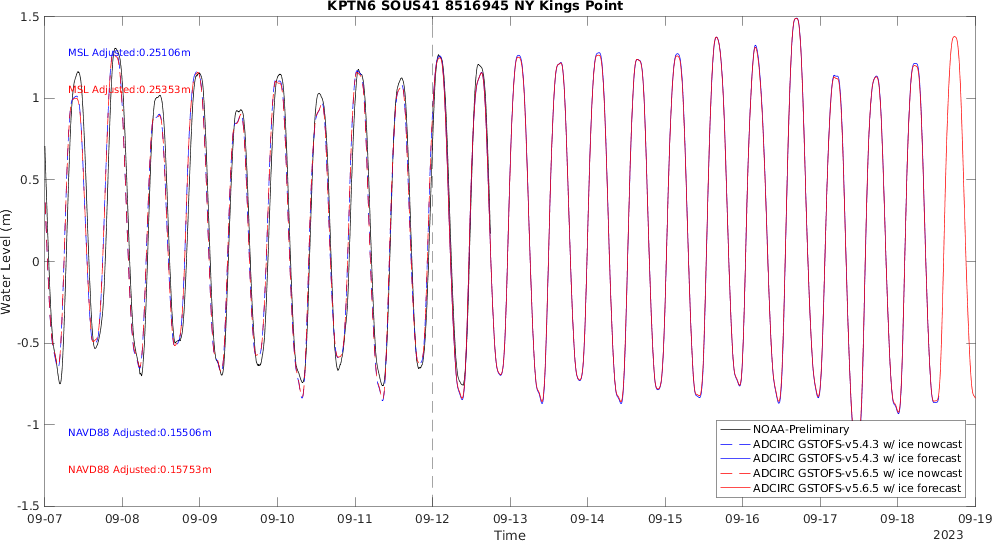 KPTN6 SOUS41 8516945 NY Kings Point
1.5
1
0.5
0
-0.5
-1
-1.5
Water Level (m)
MSL Adjusted:0.25106m
MSL Adjusted:0.25353m
NAVD88 Adjusted:0.15506m
NAVD88 Adjusted:0.15753m
NOAA-Preliminary
ADCIRC GSTOFS-v5.4.3 w/ ice nowcast
ADCIRC GSTOFS-v5.4.3 w/ ice forecast
ADCIRC GSTOFS-v5.6.5 w/ ice nowcast
ADCIRC GSTOFS-v5.6.5 w/ ice forecast
09-07 09-08 09-09 09-10 09-11 09-12 09-13 09-14 09-15 09-16 09-17 09-18 09-19
Time
2023